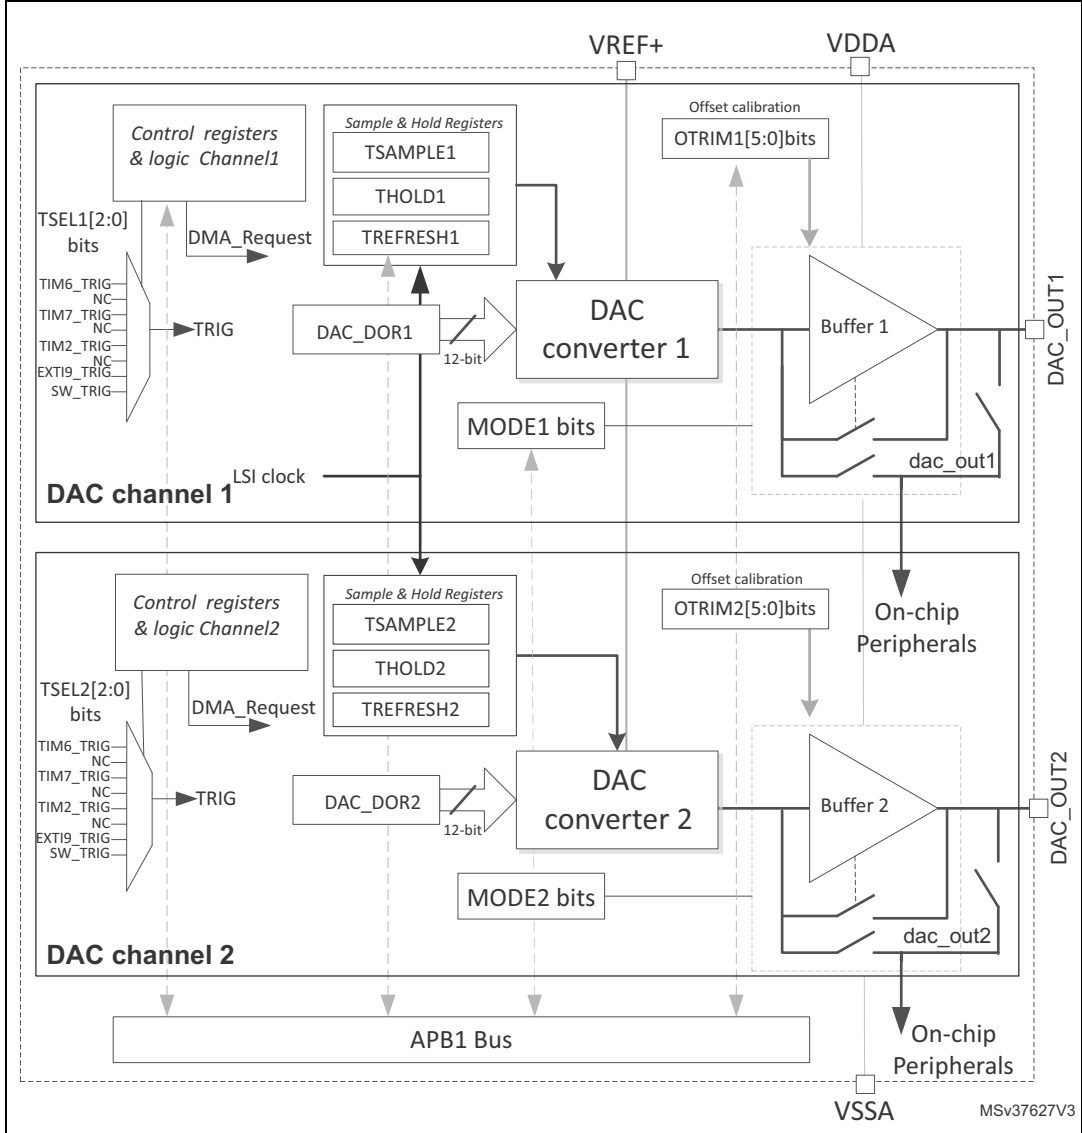 VREF+
VDDA
Control registers
& logic Channel1
Sample & Hold Registers
TSAMPLE1
THOLD1
TREFRESH1
Offset calibration
OTRIM1[5:0]bits
TSEL1[2:0]
bits
DMA_Request
TIM6_TRIG
NC
TIM7_TRIG
NC
TIM2_TRIG
NC
EXTI9_TRIG
SW_TRIG
TRIG
DAC_DOR1
12-bit
DAC
converter 1
Buffer 1
DAC_OUT1
MODE1 bits
dac_out1
LSI clock
DAC channel 1
On-chip
Peripherals
Control registers
& logic Channel2
Sample & Hold Registers
TSAMPLE2
THOLD2
TREFRESH2
Offset calibration
OTRIM2[5:0]bits
TSEL2[2:0]
bits
DMA_Request
TIM6_TRIG
NC
TIM7_TRIG
NC
TIM2_TRIG
NC
EXTI9_TRIG
SW_TRIG
TRIG
DAC_DOR2
12-bit
DAC
converter 2
Buffer 2
DAC_OUT2
MODE2 bits
dac_out2
DAC channel 2
APB1 Bus
On-chip
Peripherals
VSSA
MSv37627V3